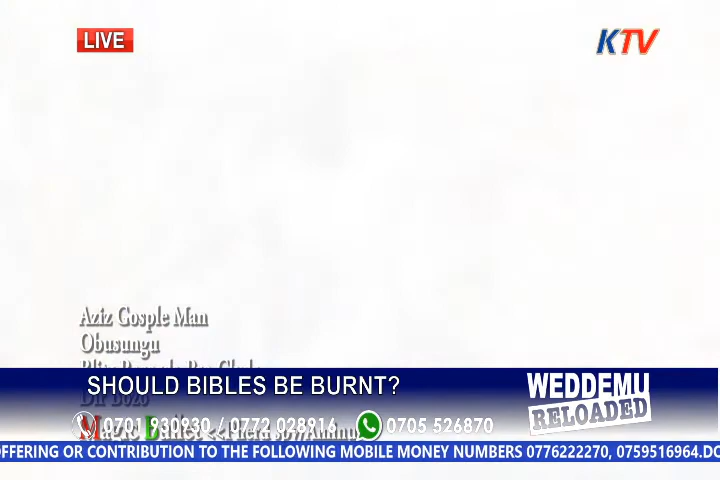 LIVE
KTV
Aziz Gosple Man
Obusungu
SHOULD BIBLES BE BURNT?
WEDDEMU
RELOADED
0701 930930 / 0772 028916
0705 526870
OFFERING OR CONTRIBUTION TO THE FOLLOWING MOBILE MONEY NUMBERS 0776222270, 0759516964.DO